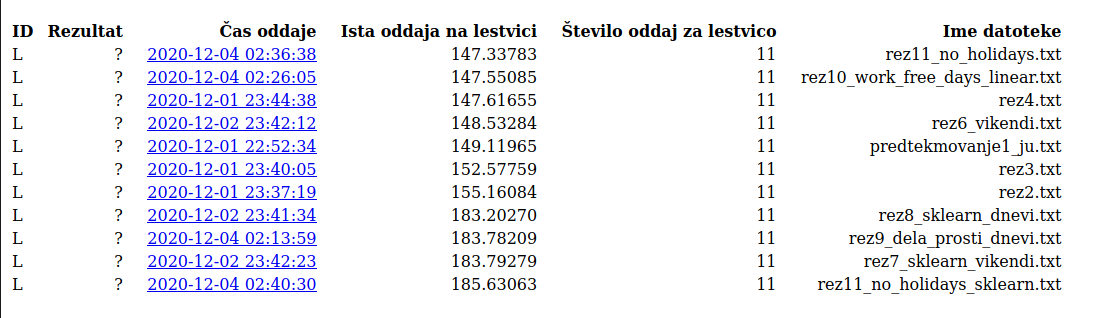 ID Rezultat Čas oddaje Ista oddaja na lestvici Število oddaj za lestvico Ime datoteke
L ? 2020-12-04 02:36:38 147.33783 11 rez11_no_holidays.txt
L ? 2020-12-04 02:26:05 147.55085 11 rez10_work_free_days_linear.txt
L ? 2020-12-01 23:44:38 147.61655 11 rez4.txt
L ? 2020-12-02 23:42:12 148.53284 11 rez6_vikendi.txt
L ? 2020-12-01 22:52:34 149.11965 11 predtekmovanje1_ju.txt
L ? 2020-12-01 23:40:05 152.57759 11 rez3.txt
L ? 2020-12-01 23:37:19 155.16084 11 rez2.txt
L ? 2020-12-02 23:41:34 183.20270 11 rez8_sklearn_dnevi.txt
L ? 2020-12-04 02:13:59 183.78209 11 rez9_dela_prosti_dnevi.txt
L ? 2020-12-02 23:42:23 183.79279 11 rez7_sklearn_vikendi.txt
L ? 2020-12-04 02:40:30 185.63063 11 rez11_no_holidays_sklearn.txt